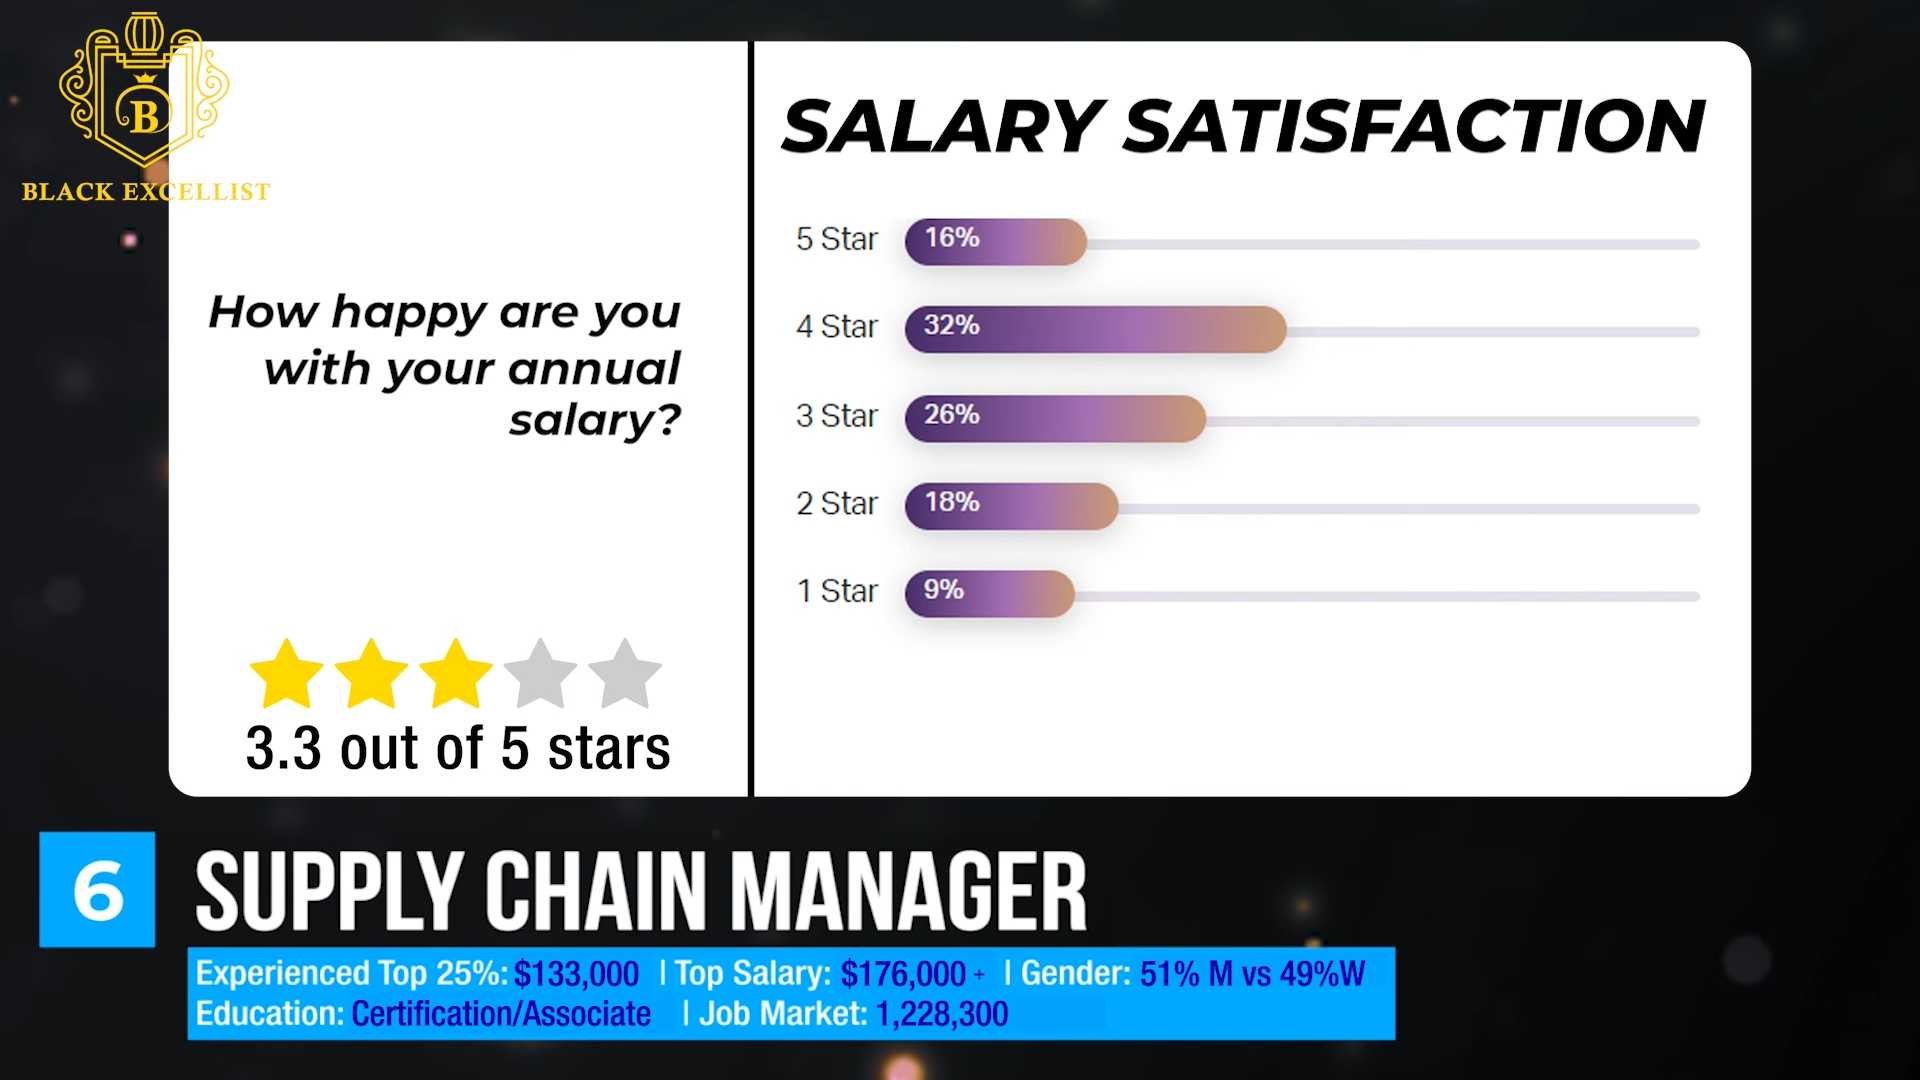 B
BLACK EXCELLIST
How happy are you
with your annual
salary?
3.3 out of 5 stars
SALARY SATISFACTION
5 Star 16%
4 Star 32%
3 Star 26%
2 Star 18%
1 Star 9%
6 SUPPLY CHAIN MANAGER
Experienced Top 25%: $133,000 | Top Salary: $176,000 + | Gender: 51% M vs 49%W
Education: Certification/Associate | Job Market: 1,228,300